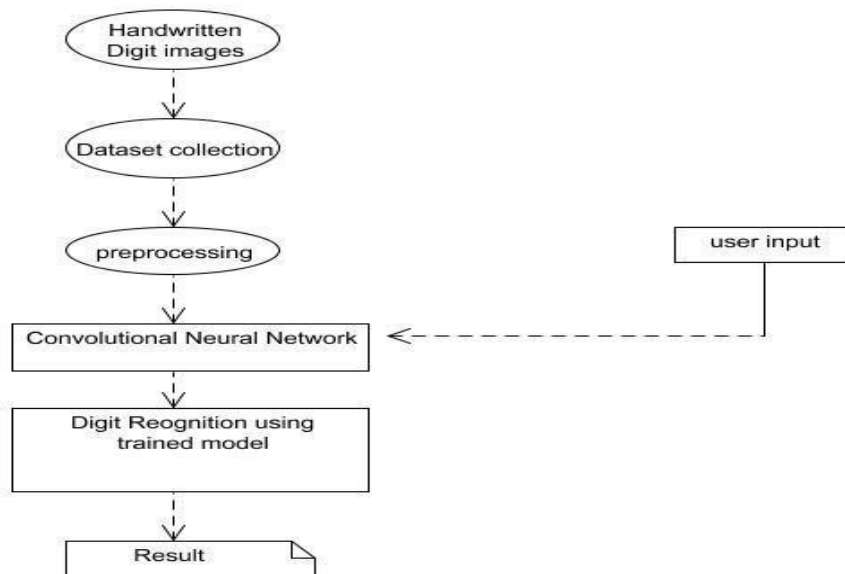 Handwritten
Digit images
Dataset collection
preprocessing
user input
Convolutional Neural Network
Digit Reognition using
trained model
Result